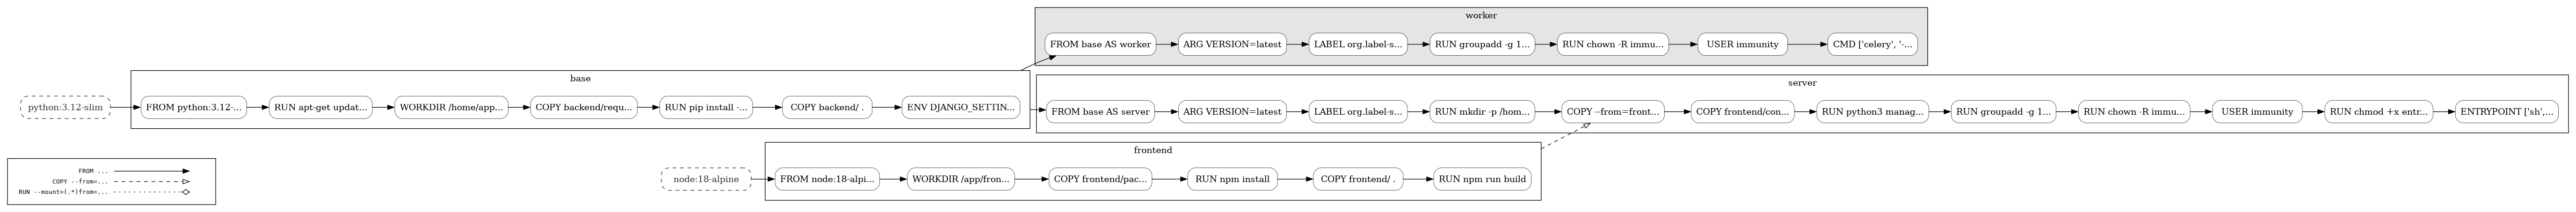 worker
FROM base AS worker
ARG VERSION=latest
LABEL org.label-s...
RUN groupadd -g 1...
RUN chown -R immu...
USER immunity
CMD ['celery', '-...
base
python:3.12-slim
FROM python:3.12-...
RUN apt-get updat...
WORKDIR /home/app...
COPY backend/requ...
RUN pip install -...
COPY backend/ .
ENV DJANGO_SETTIN...
server
FROM base AS server
ARG VERSION=latest
LABEL org.label-s...
RUN mkdir -p /hom...
COPY --from=front...
COPY frontend/con...
RUN python3 manag...
RUN groupadd -g 1...
RUN chown -R immu...
USER immunity
RUN chmod +x entr...
ENTRYPOINT ['sh',...
frontend
node:18-alpine
FROM node:18-alpi...
WORKDIR /app/fron...
COPY frontend/pac...
RUN npm install
COPY frontend/ .
RUN npm run build
FROM ...
COPY --from=...
RUN --mount=(.*)from=...